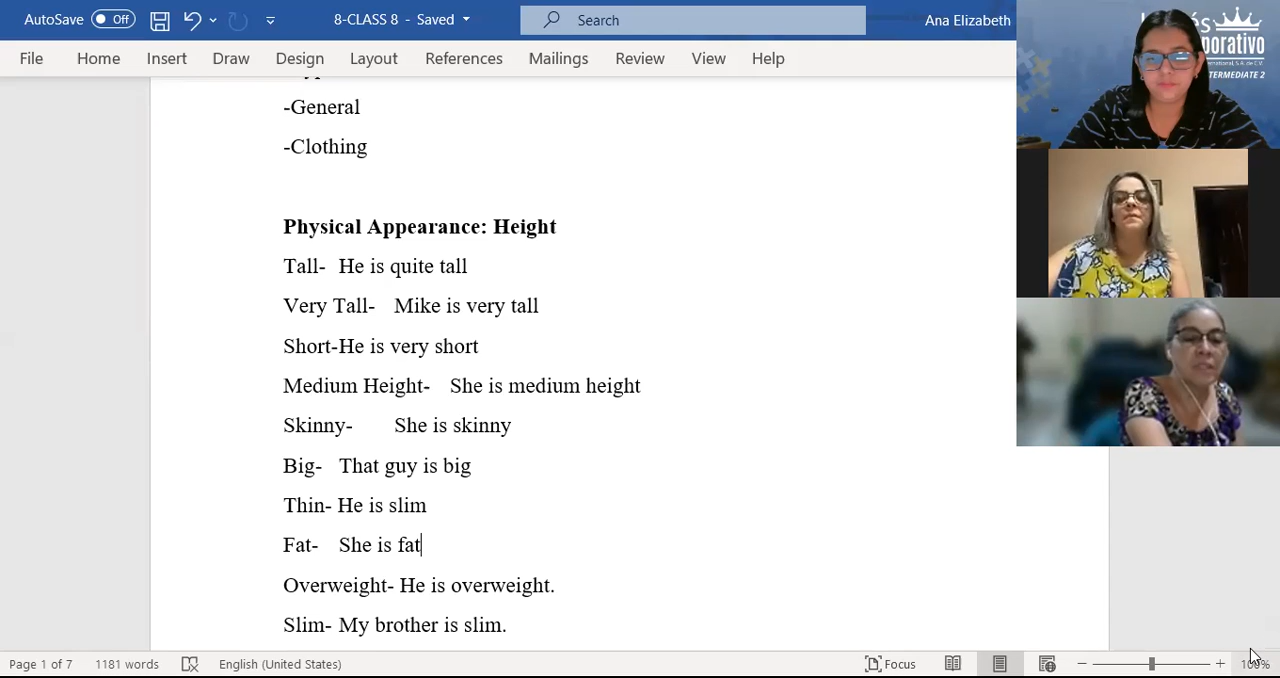 AutoSave Off 8-CLASS 8 - Saved Search Ana Elizabeth
File Home Insert Draw Design Layout References Mailings Review View Help
-General
-Clothing
Physical Appearance: Height
Tall- He is quite tall
Very Tall- Mike is very tall
Short-He is very short
Medium Height- She is medium height
Skinny- She is skinny
Big- That guy is big
Thin- He is slim
Fat- She is fat
Overweight- He is overweight.
Slim- My brother is slim.
Page 1 of 7 1181 words English (United States) Focus 100%